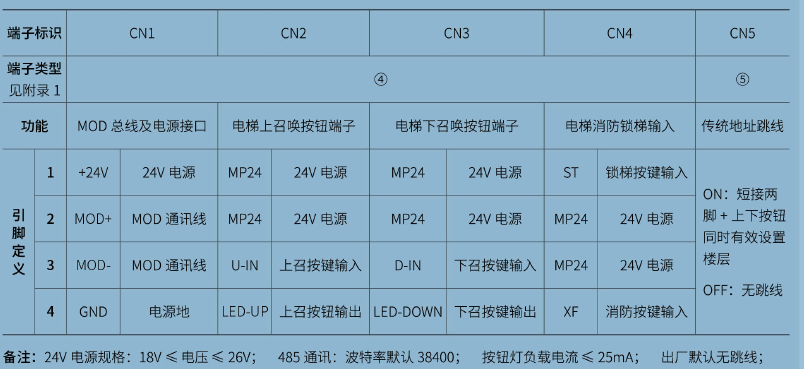 端子标识 CN1 CN2 CN3 CN4 CN5
端子类型
见附录 1
④ ⑤
功能 MOD 总线及电源接口 电梯上召唤按钮端子 电梯下召唤按钮端子 电梯消防锁梯输入 传统地址跳线
引脚定义
1 +24V 24V 电源 MP24 24V 电源 MP24 24V 电源 ST 锁梯按键输入
2 MOD+ MOD 通讯线 MP24 24V 电源 MP24 24V 电源 MP24 24V 电源
3 MOD- MOD 通讯线 U-IN 上召按键输入 D-IN 下召按键输入 MP24 24V 电源
4 GND 电源地 LED-UP 上召按钮输出 LED-DOWN 下召按键输出 XF 消防按键输入
ON：短接两
脚 + 上下按钮
同时有效设置
楼层
OFF：无跳线
备注：24V 电源规格：18V ≤ 电压 ≤ 26V； 485 通讯：波特率默认 38400； 按钮灯负载电流 ≤ 25mA； 出厂默认无跳线；